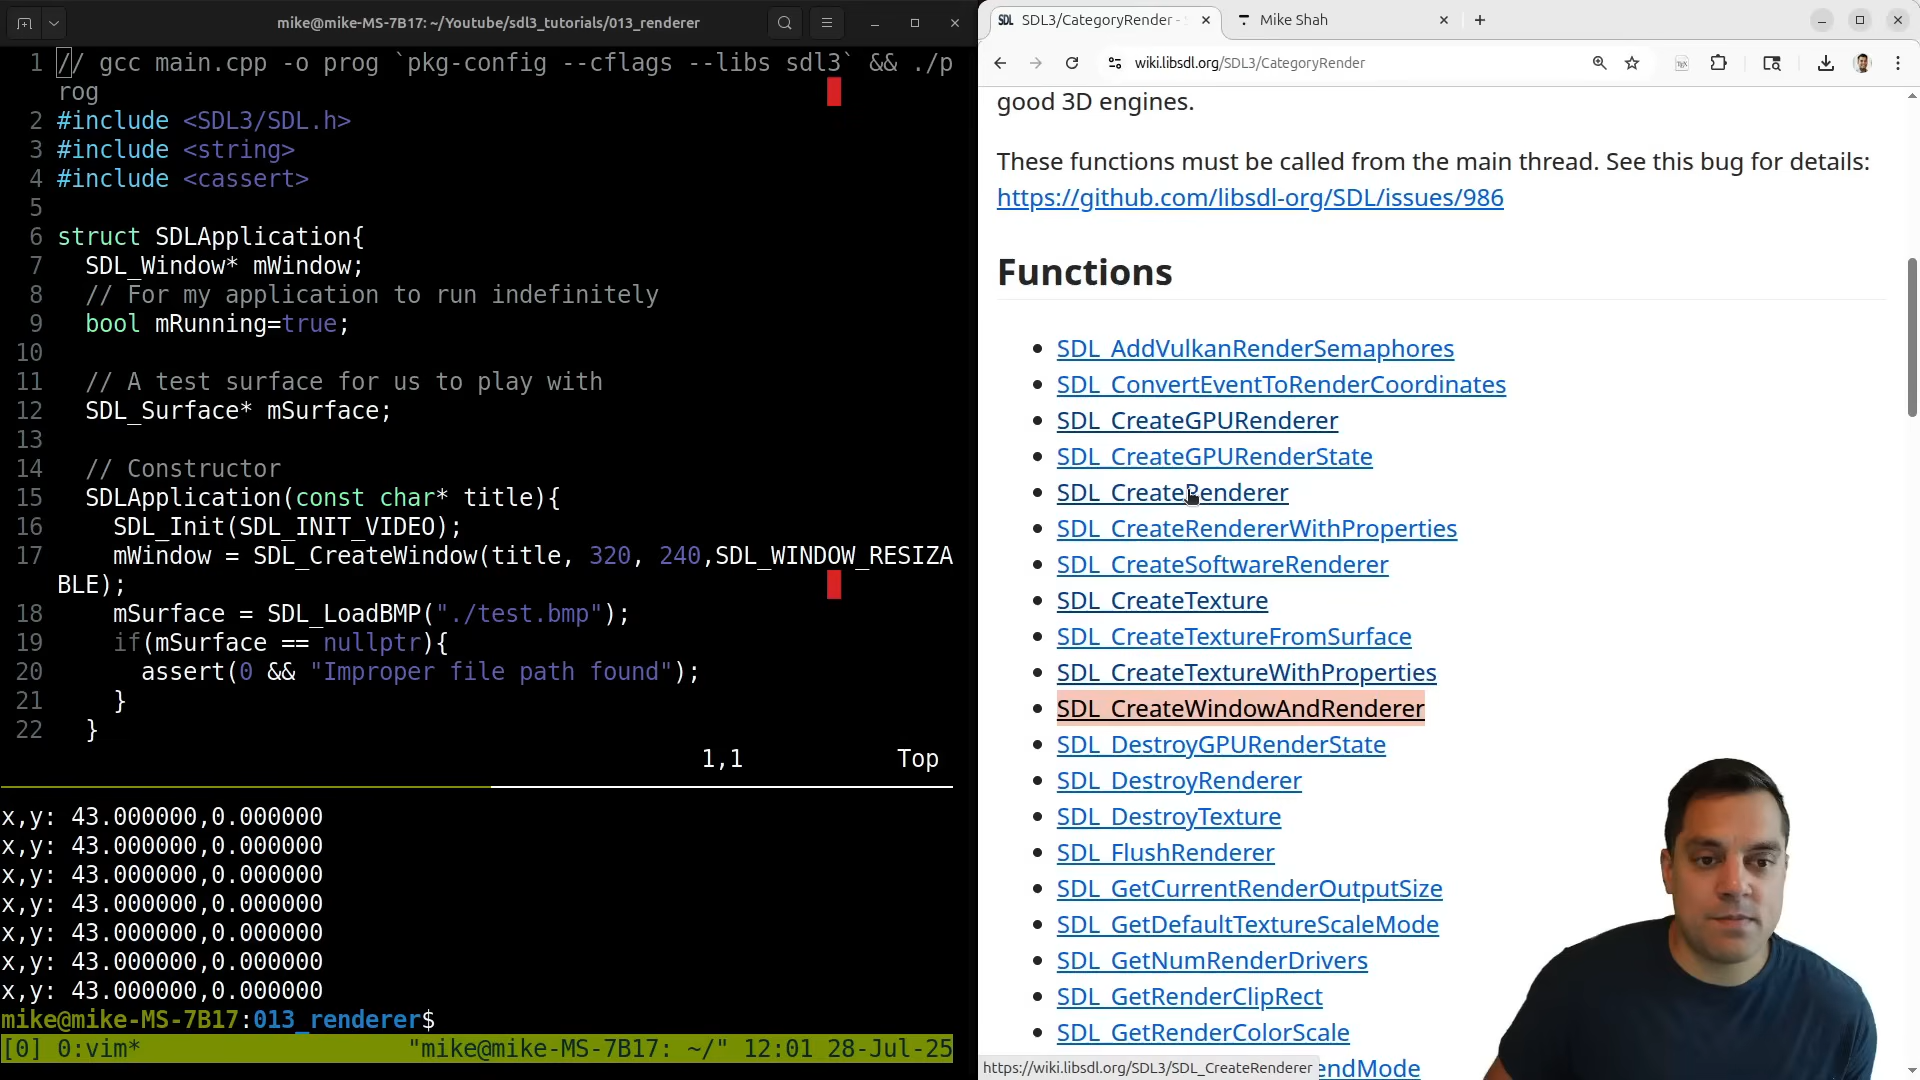 mike@mike-MS-7B17: ~/Youtube/sdl3_tutorials/013_renderer
1 // gcc main.cpp -o prog `pkg-config --cflags --libs sdl3` && ./p
rog
2 #include <SDL3/SDL.h>
3 #include <string>
4 #include <cassert>
5
6 struct SDLApplication{
7 SDL_Window* mWindow;
8 // For my application to run indefinitely
9 bool mRunning=true;
10
11 // A test surface for us to play with
12 SDL_Surface* mSurface;
13
14 // Constructor
15 SDLApplication(const char* title){
16 SDL_Init(SDL_INIT_VIDEO);
17 mWindow = SDL_CreateWindow(title, 320, 240,SDL_WINDOW_RESIZA
BLE);
18 mSurface = SDL_LoadBMP("./test.bmp");
19 if(mSurface == nullptr){
20 assert(0 && "Improper file path found");
21 }
22 }
1,1 Top
x,y: 43.000000,0.000000
x,y: 43.000000,0.000000
x,y: 43.000000,0.000000
x,y: 43.000000,0.000000
x,y: 43.000000,0.000000
x,y: 43.000000,0.000000
x,y: 43.000000,0.000000
mike@mike-MS-7B17:013_renderer$
[0] 0:vim* "mike@mike-MS-7B17: ~/" 12:01 28-Jul-25
SDL SDL3/CategoryRender -
Mike Shah
wiki.libsdl.org/SDL3/CategoryRender
good 3D engines.
These functions must be called from the main thread. See this bug for details:
https://github.com/libsdl-org/SDL/issues/986
Functions
SDL_AddVulkanRenderSemaphores
SDL_ConvertEventToRenderCoordinates
SDL_CreateGPURenderer
SDL_CreateGPURenderState
SDL_CreateRenderer
SDL_CreateRendererWithProperties
SDL_CreateSoftwareRenderer
SDL_CreateTexture
SDL_CreateTextureFromSurface
SDL_CreateTextureWithProperties
SDL_CreateWindowAndRenderer
SDL_DestroyGPURenderState
SDL_DestroyRenderer
SDL_DestroyTexture
SDL_FlushRenderer
SDL_GetCurrentRenderOutputSize
SDL_GetDefaultTextureScaleMode
SDL_GetNumRenderDrivers
SDL_GetRenderClipRect
SDL_GetRenderColorScale
endMode
https://wiki.libsdl.org/SDL3/SDL_CreateRenderer